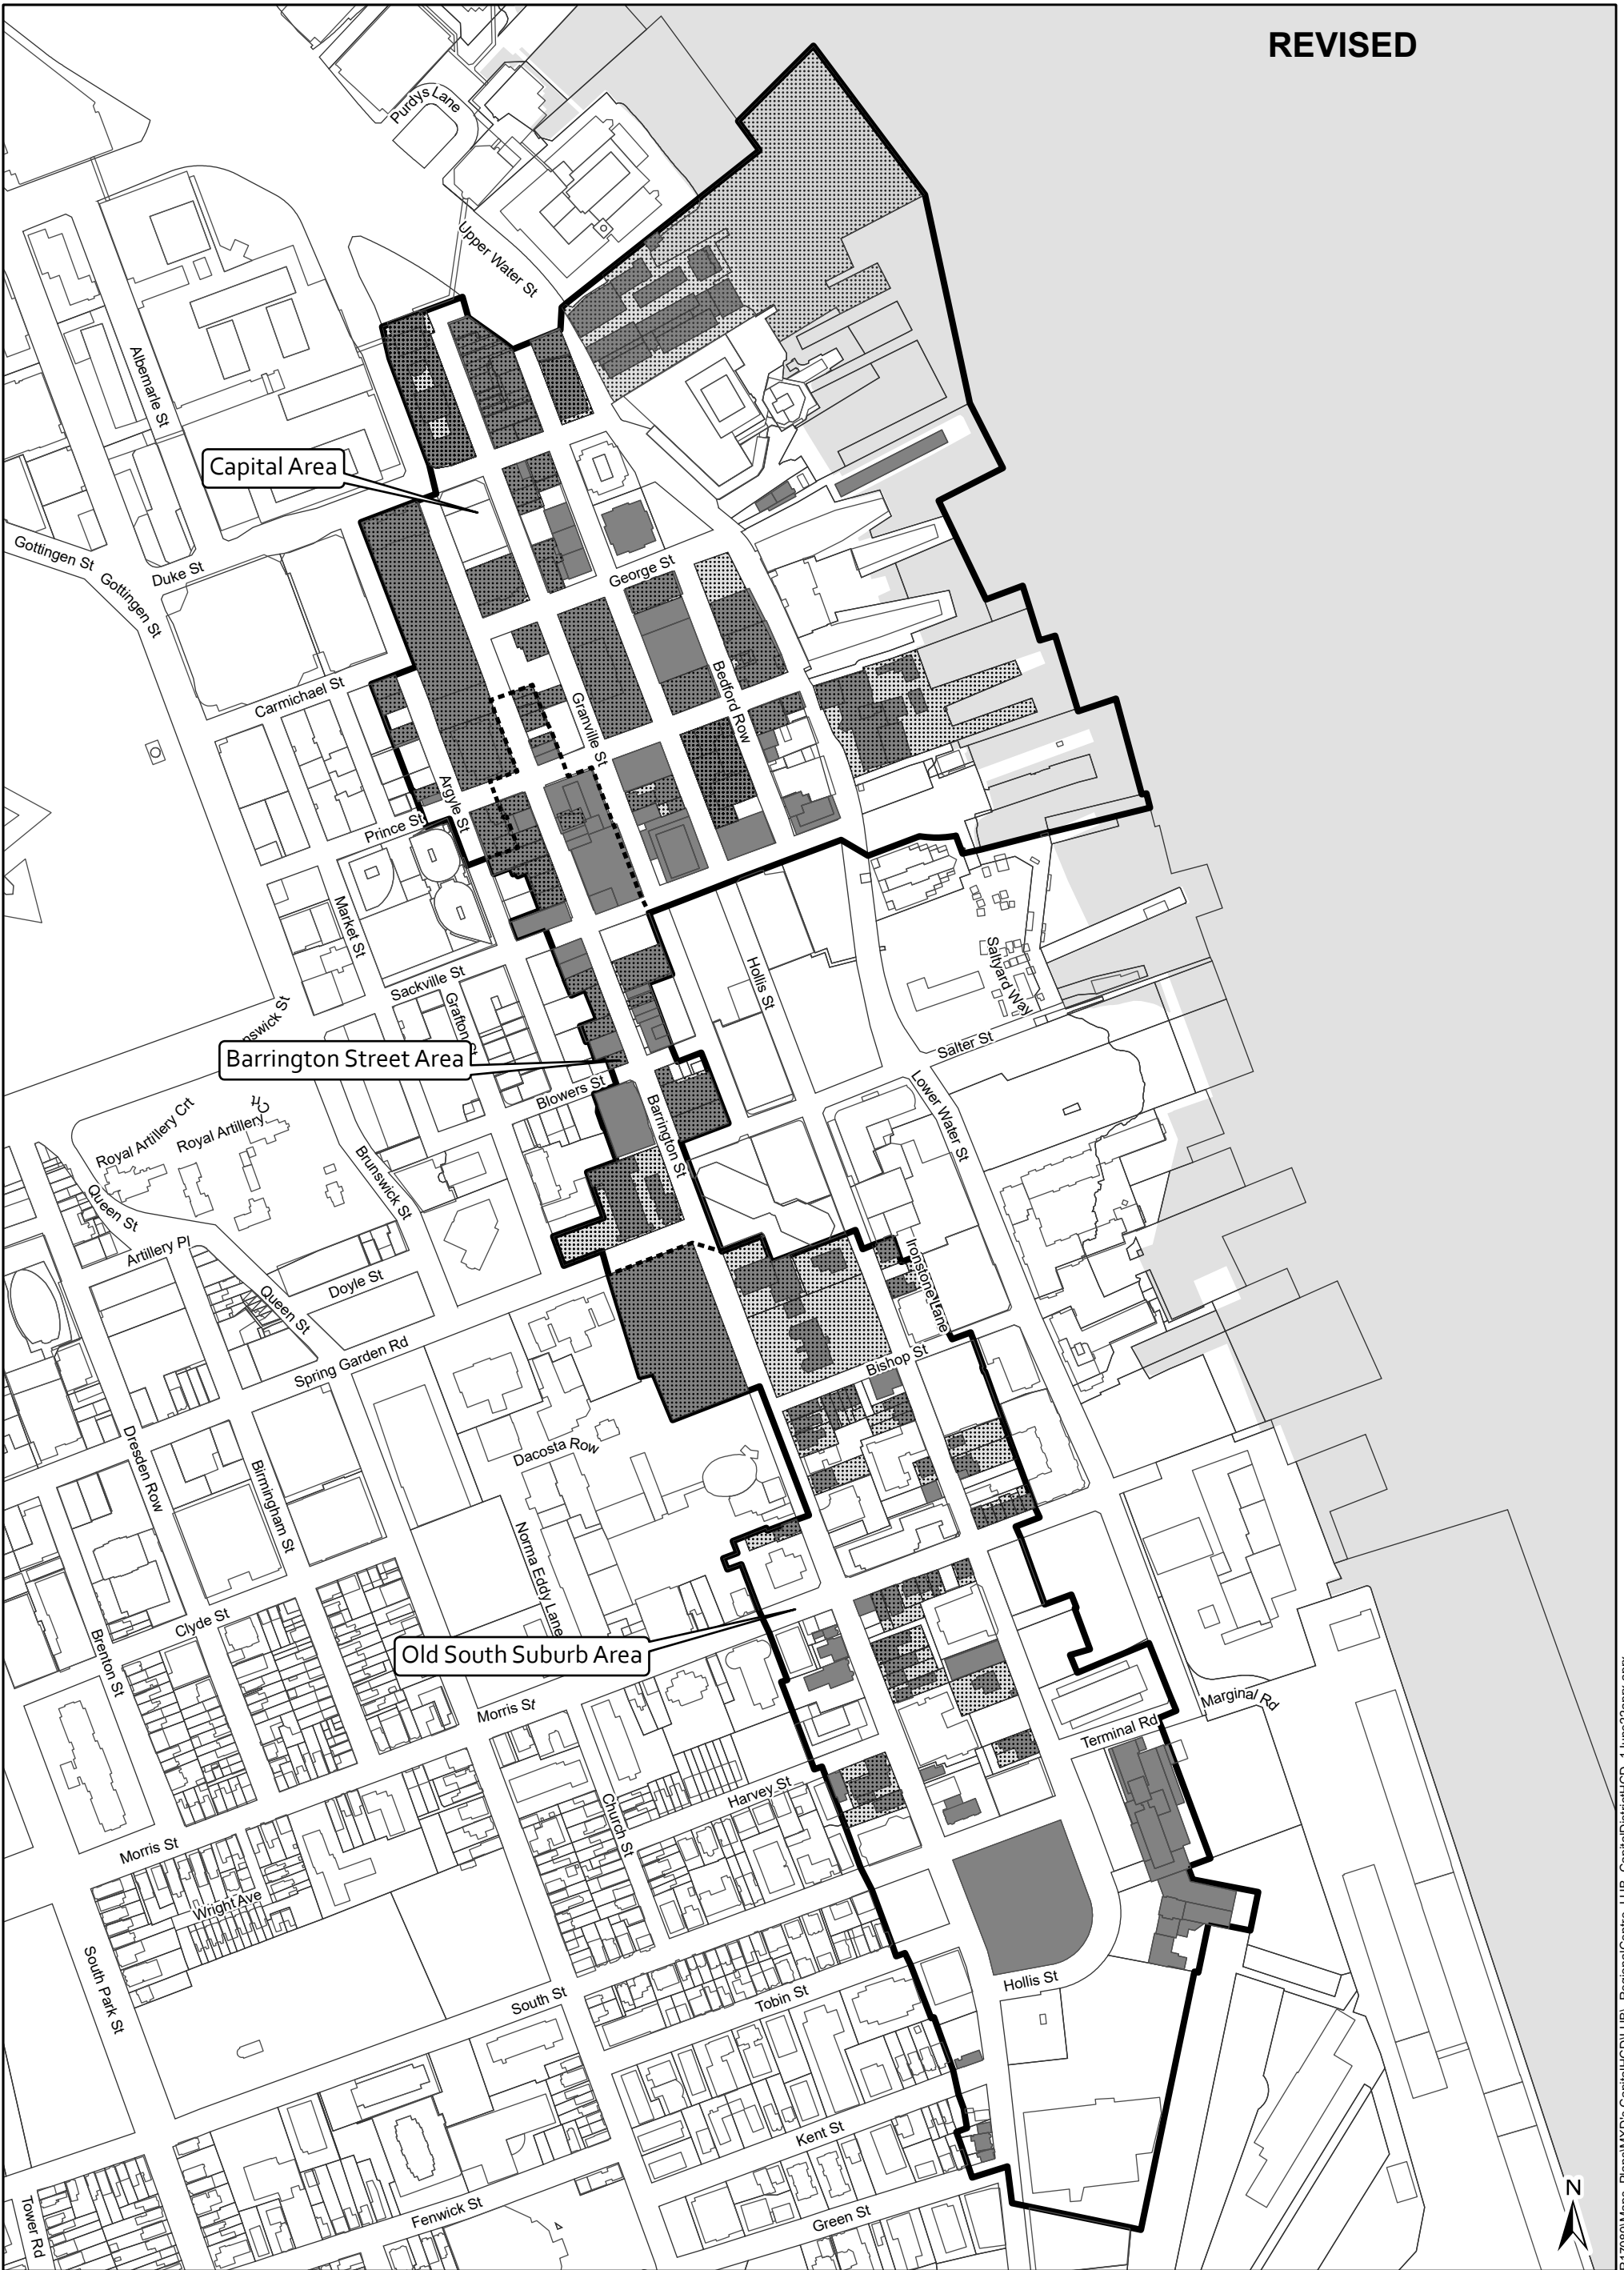 REVISED
Purdys Lane
Upper Water St
Albemarle St
Capital Area
Gottingen St
Gottingen St
Duke St
George St
Carmichael St
Bedford Row
Granville St
Argyle St
Prince St
Market St
Sackville St
Grafton St
Hollis St
Saltyard Way
Salter St
Barrington Street Area
Blowers St
Barrington St
Lower Water St
Royal Artillery Crt
Royal Artillery
Brunswick St
Queen St
Artillery Pl
Queen St
Doyle St
Ironstone Lane
Spring Garden Rd
Bishop St
Dacosta Row
Dresden Row
Birmingham St
Norma Eddy Lane
Clyde St
Brenton St
Old South Suburb Area
Morris St
Marginal Rd
Terminal Rd
Harvey St
Church St
Morris St
Wright Ave
South Park St
South St
Tobin St
Hollis St
Kent St
Green St
Fenwick St
Tower Rd
N